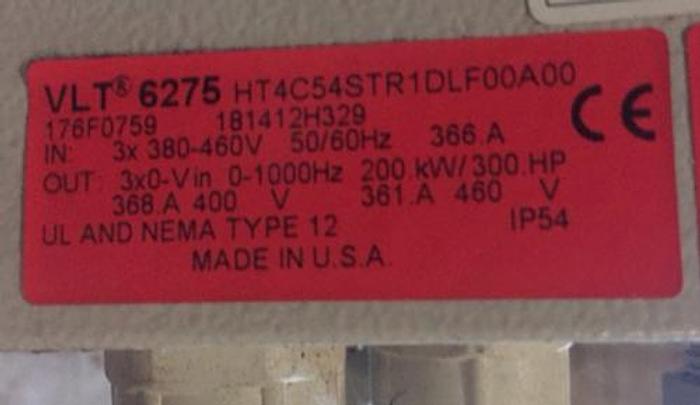 VLT® 6275 HT4C54STR1DLF00A00
176F0759 181412H329
IN: 3x 380-460V 50/60Hz 366.A
OUT: 3x0-Vin 0-1000Hz 200.kW/300.HP
368.A 400 V 361.A 460 V
UL AND NEMA TYPE 12 IP54
MADE IN U.S.A.
CE